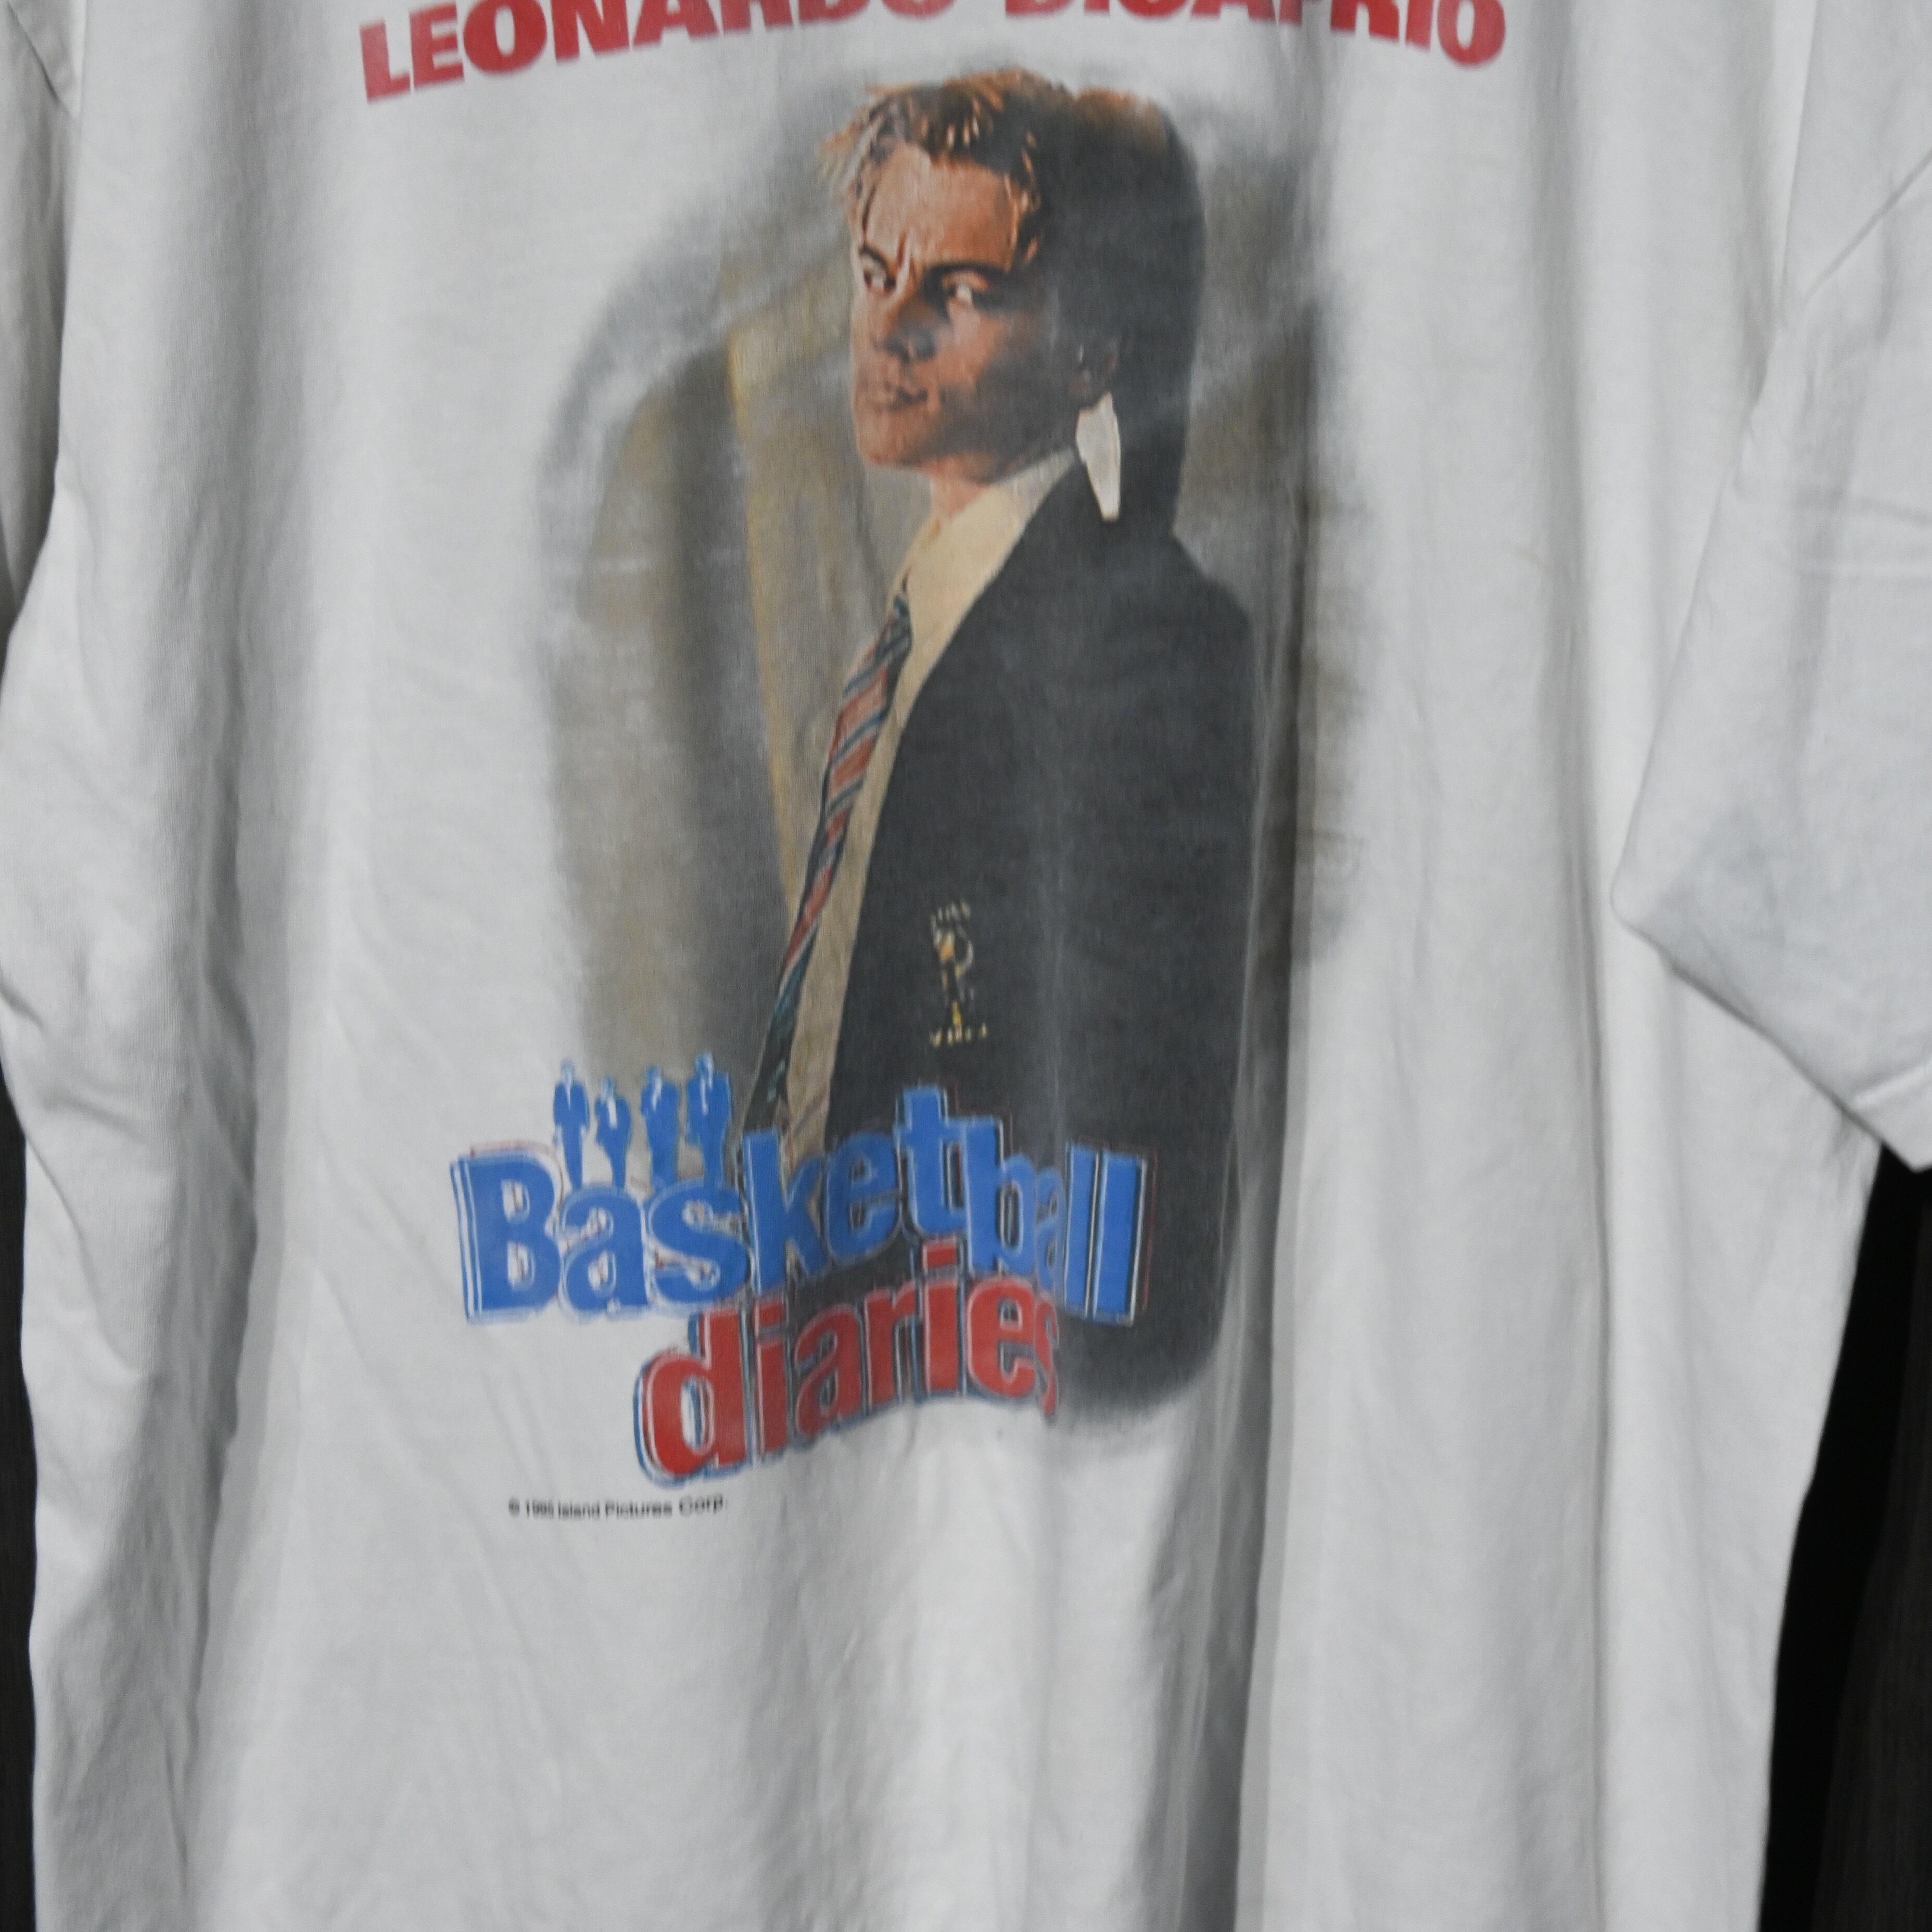 LEONARDO DICAPRIO
Basketball
diaries
© 1995 Island Pictures Corp.